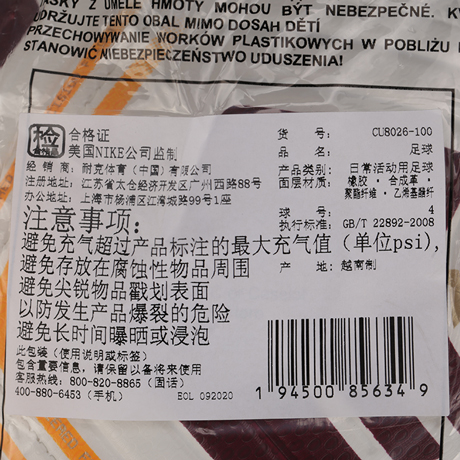 SÁSKY Z UMĚLÉ HMOTY MOHOU BÝT NEBEZPEČNÉ.
UDRŽUJTE TENTO OBAL MIMO DOSAH DĚTÍ
PRZECHOWYWANIE WORKÓW PLASTIKOWYCH W POBLIŻU
STANOWIĆ NIEBEZPIECZEŃSTWO UDUSZENIA!
检
合格证
美国NIKE公司监制
经 销 商: 耐克体育（中国）有限公司
注册地址: 江苏省太仓经济开发区广州西路88号
办公地址: 上海市杨浦区江湾城路99号1座
货 号: CU8026-100
品 名: 足球
产品类别: 日常活动用足球
面层材质: 橡胶·合成革·
聚酯纤维·乙烯基醋纤
球 号: 4
执行标准: GB/T 22892-2008
产 地: 越南制
注意事项:
避免充气超过产品标注的最大充气值（单位psi),
避免存放在腐蚀性物品周围
避免尖锐物品戳划表面
以防发生产品爆裂的危险
避免长时间曝晒或浸泡
此包装（使用说明或标签）
包含重要信息, 请保留以备将来使用
客服热线: 800-820-8865（固话）
400-880-6453（手机）
EOL 092020
1 94500 85634 9